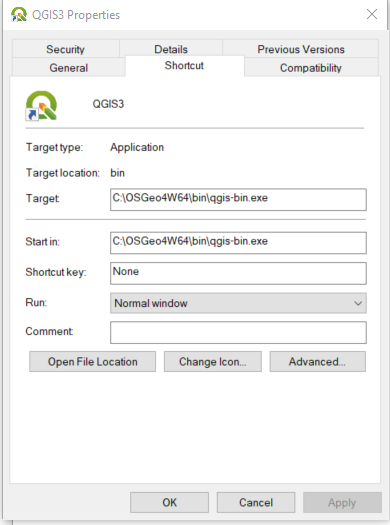 QGIS3 Properties
Security Details Previous Versions
General Shortcut Compatibility
QGIS3
Target type: Application
Target location: bin
Target: C:\OSGeo4W64\bin\qgis-bin.exe
Start in: C:\OSGeo4W64\bin\qgis-bin.exe
Shortcut key: None
Run: Normal window
Comment:
Open File Location Change Icon... Advanced...
OK Cancel Apply